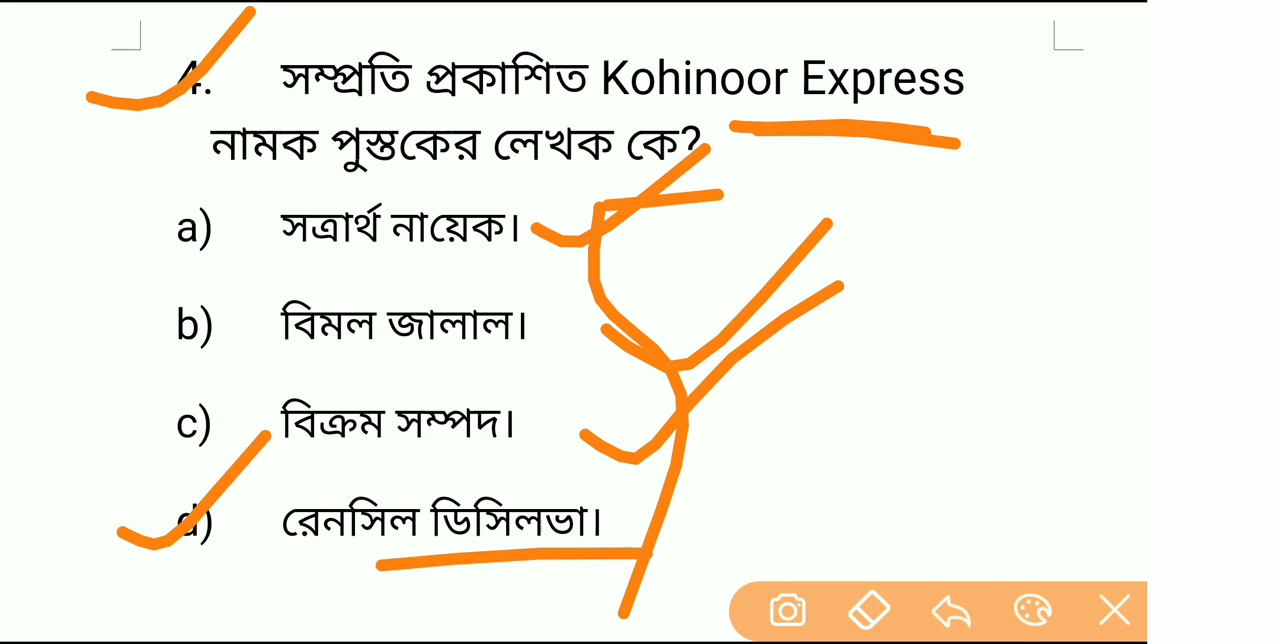 4. সম্প্রতি প্রকাশিত Kohinoor Express
নামক পুস্তকের লেখক কে?
a) সত্রার্থ নায়েক।
b) বিমল জালাল।
c) বিক্রম সম্পদ।
d) রেনসিল ডিসিলভা।